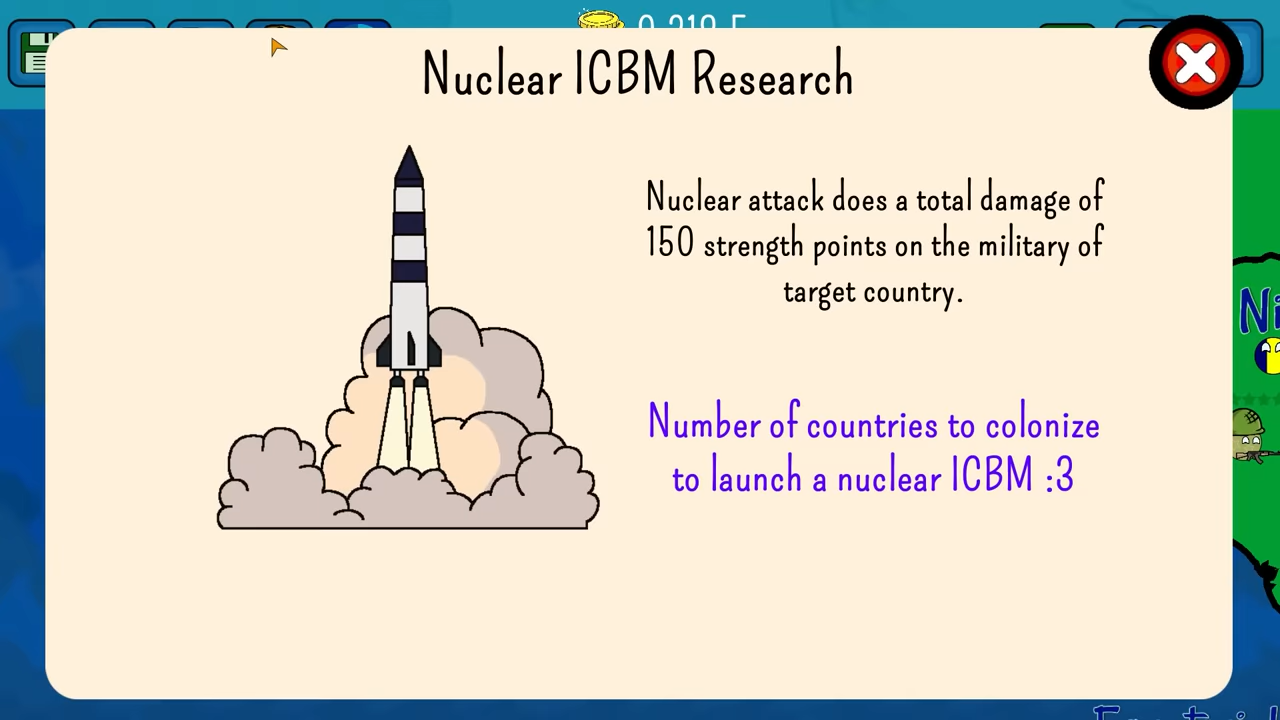 Nuclear ICBM Research
Nuclear attack does a total damage of
150 strength points on the military of
target country.
Number of countries to colonize
to launch a nuclear ICBM :3
Ni